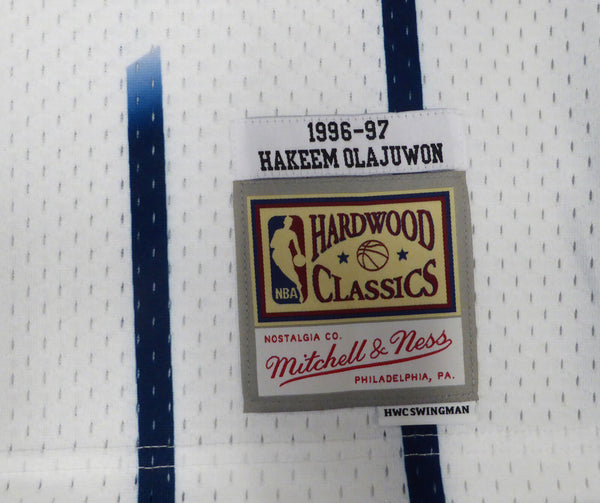 1996-97
HAKEEM OLAJUWON
HARDWOOD
CLASSICS
NBA
NOSTALGIA CO.
Mitchell & Ness
PHILADELPHIA, PA.
HWC SWINGMAN